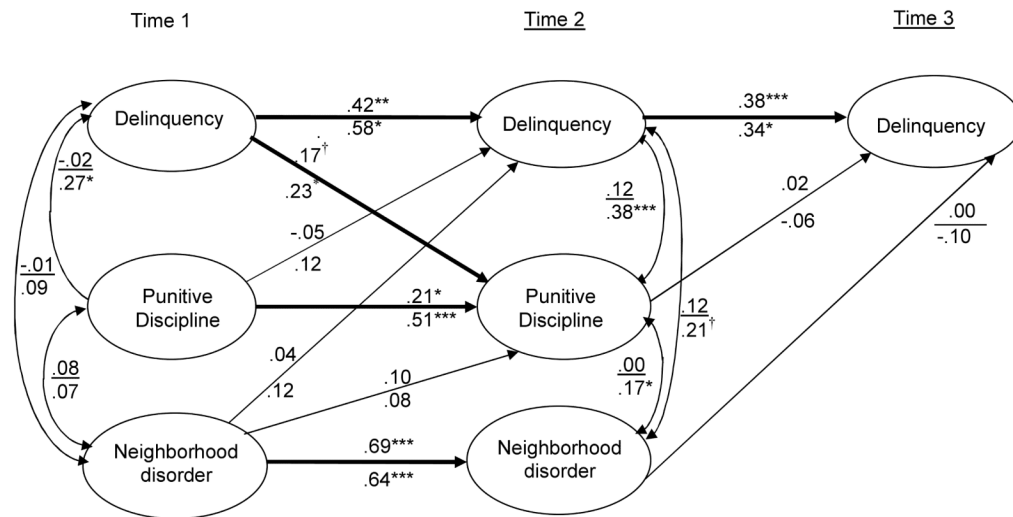 Time 1
Time 2
Time 3
Delinquency
.42**
.58*
Delinquency
.38***
.34*
Delinquency
.17†
.23*
-.02
.27*
-.05
.12
.12
.38***
.02
-.06
.00
-.10
-.01
.09
Punitive
Discipline
.21*
.51***
Punitive
Discipline
.12
.21†
.08
.07
.04
.12
.10
.08
.00
.17*
Neighborhood
disorder
.69***
.64***
Neighborhood
disorder